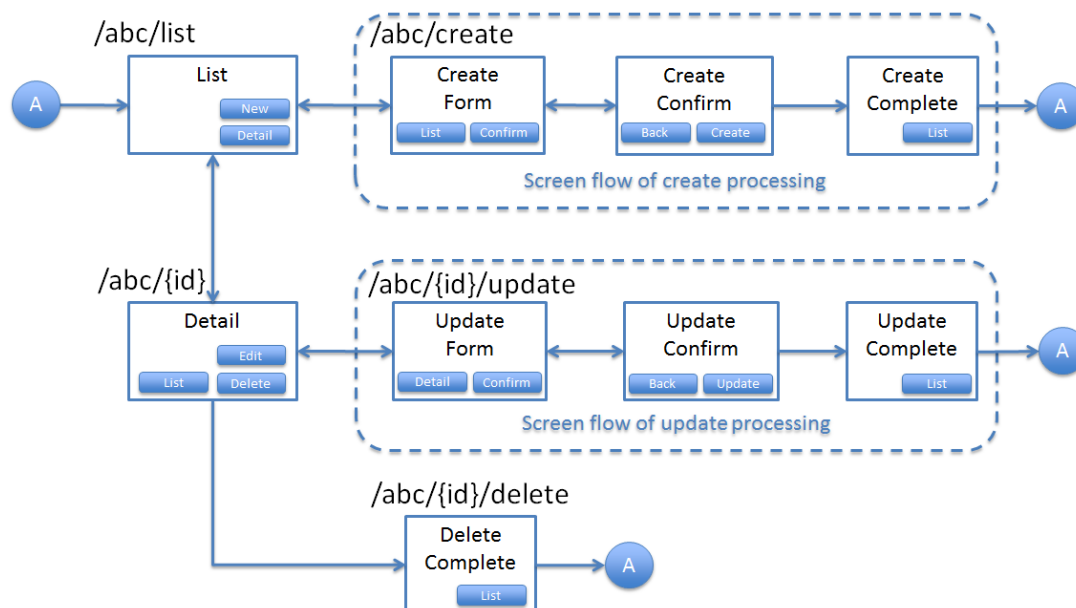 /abc/list
/abc/create
A
List
New
Detail
Create
Form
List
Confirm
Create
Confirm
Back
Create
Create
Complete
List
A
Screen flow of create processing
/abc/{id}
/abc/{id}/update
Detail
Edit
List
Delete
Update
Form
Detail
Confirm
Update
Confirm
Back
Update
Update
Complete
List
A
Screen flow of update processing
/abc/{id}/delete
Delete
Complete
List
A